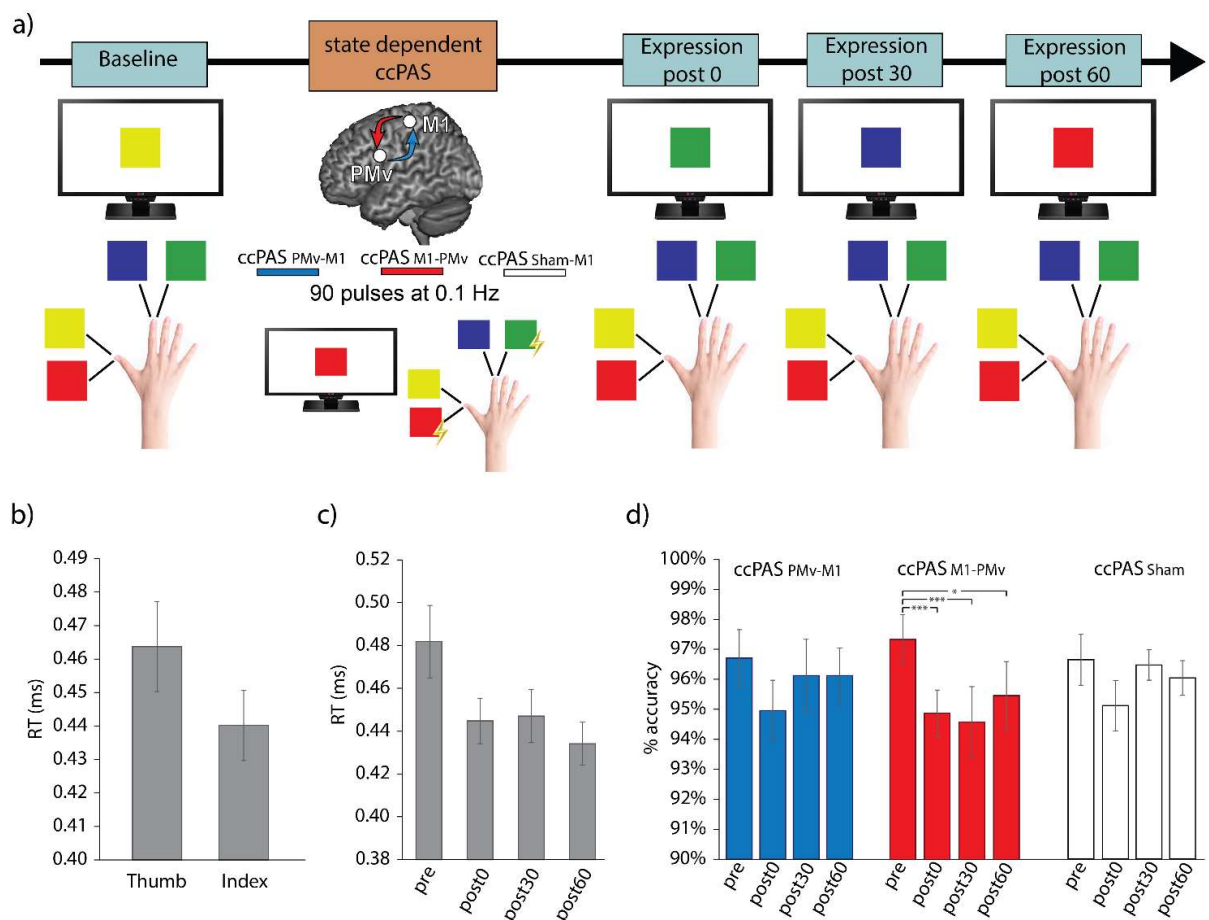 a)
Baseline
state dependent
ccPAS
Expression
post 0
Expression
post 30
Expression
post 60
M1
PMv
ccPAS PMv-M1
ccPAS M1-PMv
ccPAS Sham-M1
90 pulses at 0.1 Hz
b)
RT (ms)
0.49
0.48
0.47
0.46
0.45
0.44
0.43
0.42
0.41
0.40
Thumb
Index
c)
RT (ms)
0.52
0.50
0.48
0.46
0.44
0.42
0.40
0.38
pre
post0
post30
post60
d)
% accuracy
100%
99%
98%
97%
96%
95%
94%
93%
92%
91%
90%
ccPAS PMv-M1
ccPAS M1-PMv
ccPAS Sham
*
***
***
pre
post0
post30
post60
pre
post0
post30
post60
pre
post0
post30
post60